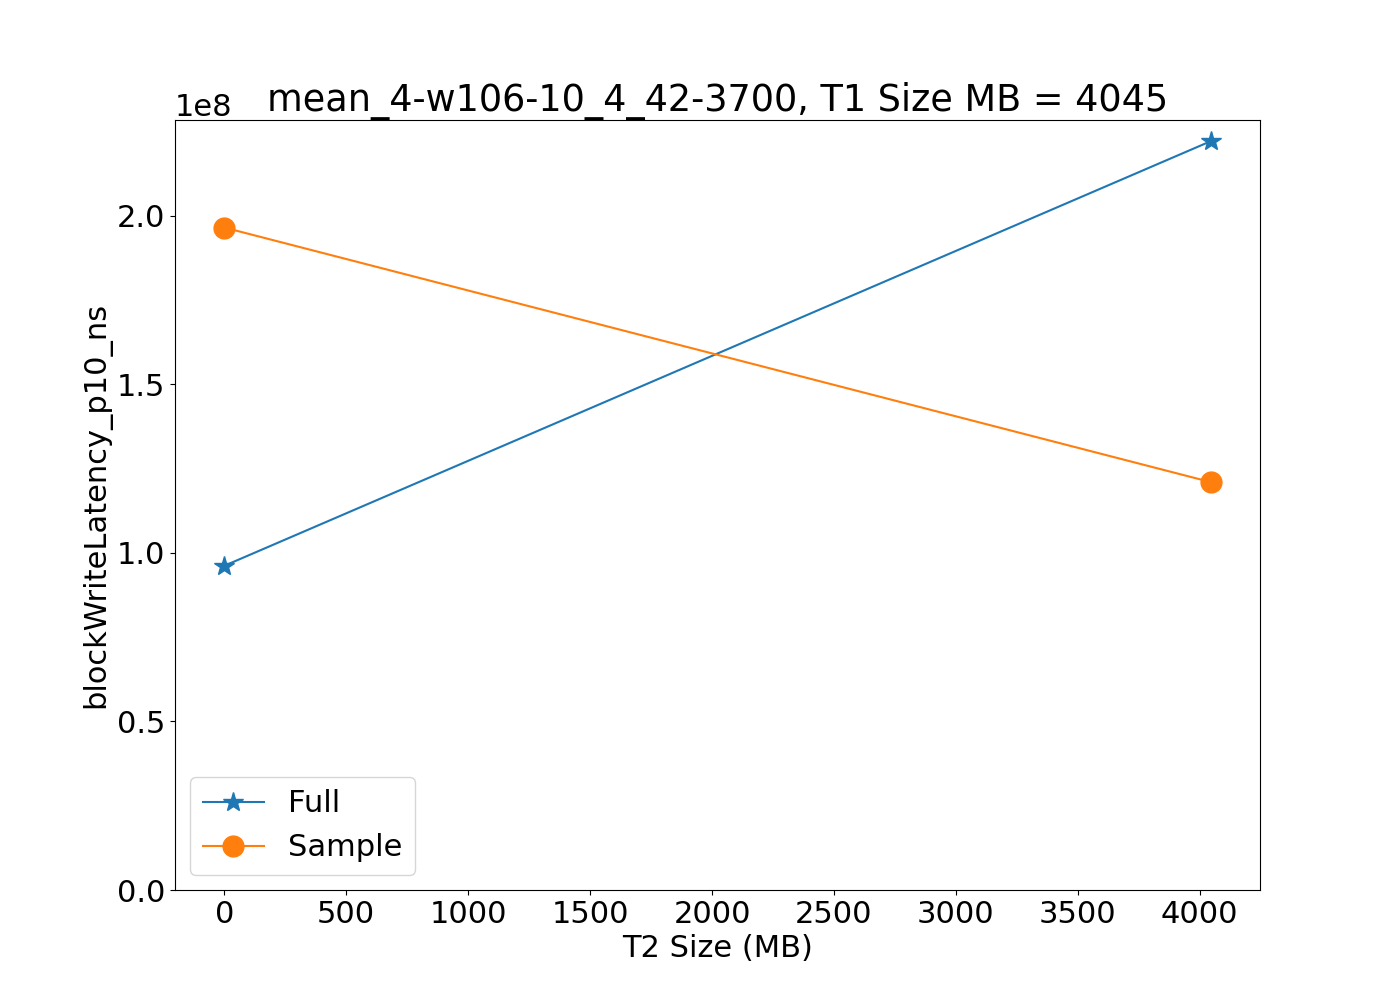 1e8
mean_4-w106-10_4_42-3700, T1 Size MB = 4045
blockWriteLatency_p10_ns
2.0
1.5
1.0
0.5
0.0
Full
Sample
0 500 1000 1500 2000 2500 3000 3500 4000
T2 Size (MB)